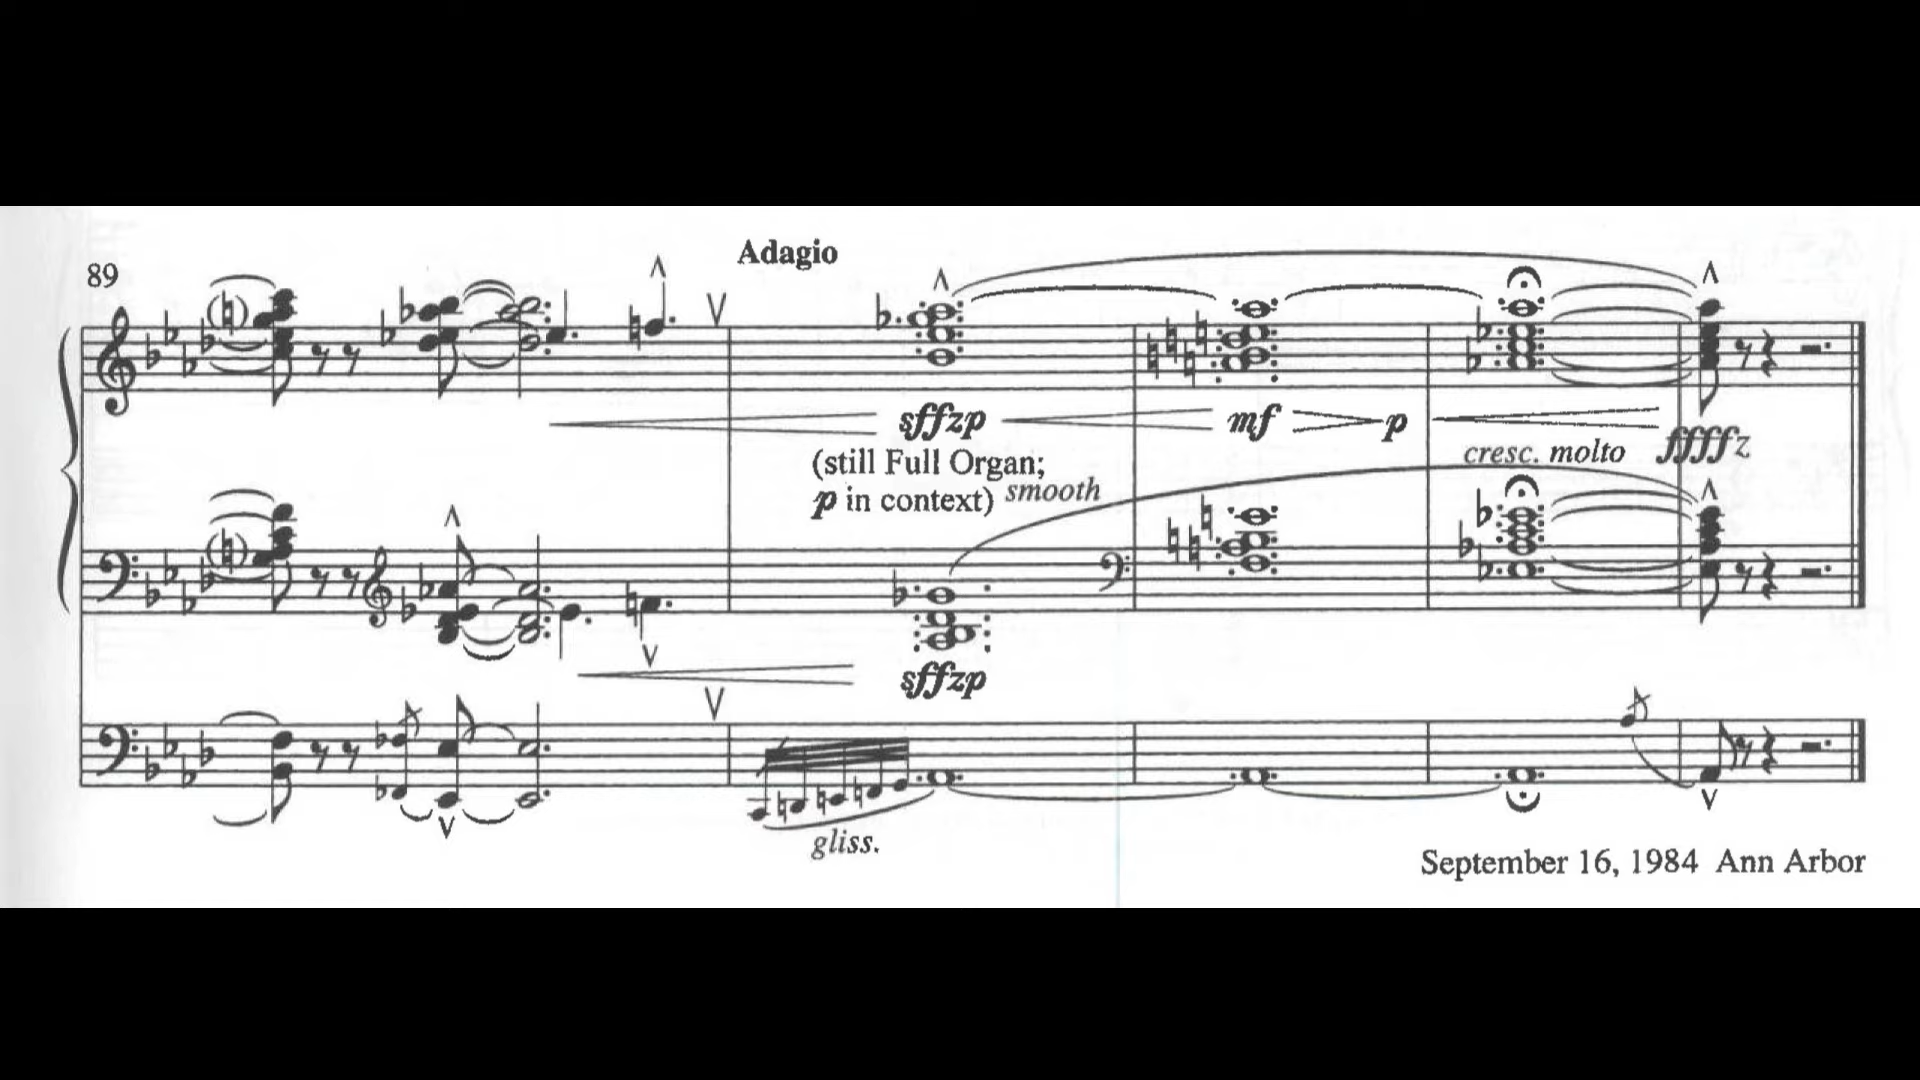 Adagio
89
sffzp mf p
(still Full Organ;
cresc. molto ffffz
p in context) smooth
sffzp
gliss.
September 16, 1984 Ann Arbor